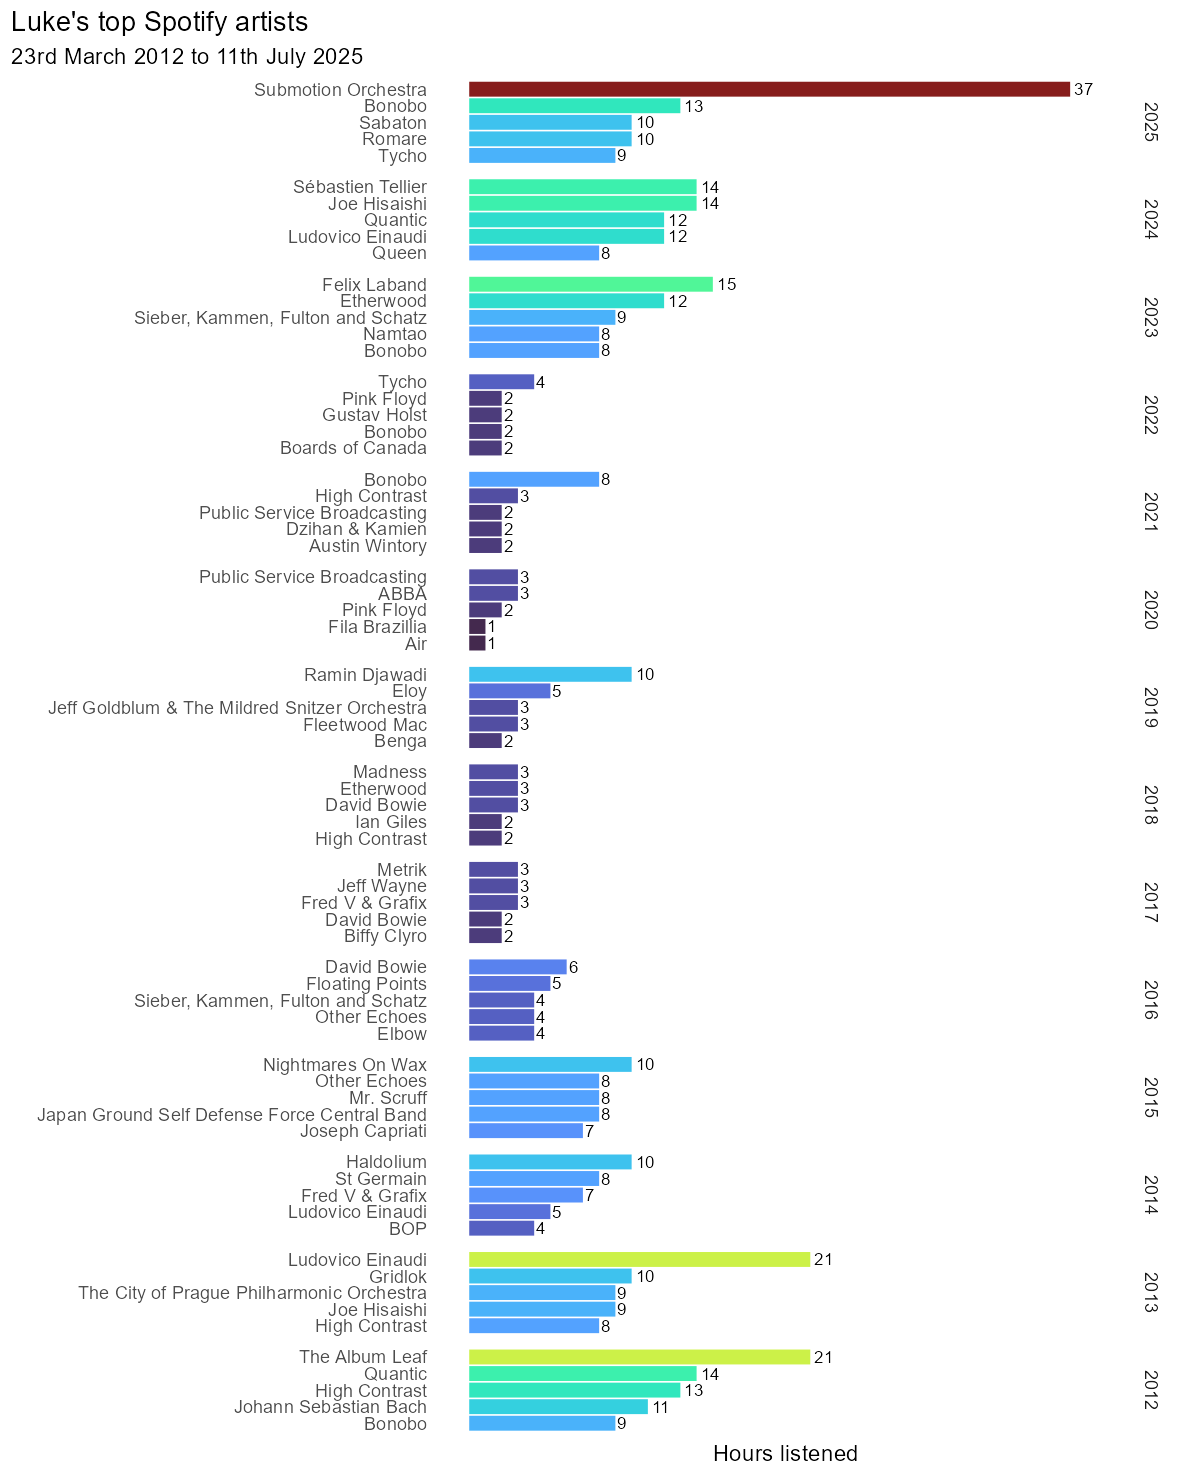 Luke's top Spotify artists
23rd March 2012 to 11th July 2025
Submotion Orchestra 37
Bonobo 13
Sabaton 10
Romare 10
Tycho 9
2025
Sébastien Tellier 14
Joe Hisaishi 14
Quantic 12
Ludovico Einaudi 12
Queen 8
2024
Felix Laband 15
Etherwood 12
Sieber, Kammen, Fulton and Schatz 9
Namtao 8
Bonobo 8
2023
Tycho 4
Pink Floyd 2
Gustav Holst 2
Bonobo 2
Boards of Canada 2
2022
Bonobo 8
High Contrast 3
Public Service Broadcasting 2
Dzihan & Kamien 2
Austin Wintory 2
2021
Public Service Broadcasting 3
ABBA 3
Pink Floyd 2
Fila Brazillia 1
Air 1
2020
Ramin Djawadi 10
Eloy 5
Jeff Goldblum & The Mildred Snitzer Orchestra 3
Fleetwood Mac 3
Benga 2
2019
Madness 3
Etherwood 3
David Bowie 3
Ian Giles 2
High Contrast 2
2018
Metrik 3
Jeff Wayne 3
Fred V & Grafix 3
David Bowie 2
Biffy Clyro 2
2017
David Bowie 6
Floating Points 5
Sieber, Kammen, Fulton and Schatz 4
Other Echoes 4
Elbow 4
2016
Nightmares On Wax 10
Other Echoes 8
Mr. Scruff 8
Japan Ground Self Defense Force Central Band 8
Joseph Capriati 7
2015
Haldolium 10
St Germain 8
Fred V & Grafix 7
Ludovico Einaudi 5
BOP 4
2014
Ludovico Einaudi 21
Gridlok 10
The City of Prague Philharmonic Orchestra 9
Joe Hisaishi 9
High Contrast 8
2013
The Album Leaf 21
Quantic 14
High Contrast 13
Johann Sebastian Bach 11
Bonobo 9
2012
Hours listened